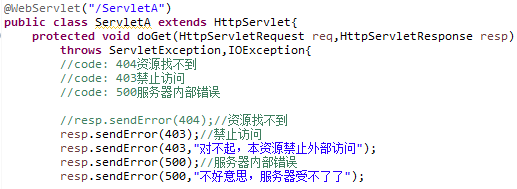 @WebServlet("/ServletA")
public class ServletA extends HttpServlet{
protected void doGet(HttpServletRequest req,HttpServletResponse resp)
throws ServletException,IOException{
//code: 404资源找不到
//code: 403禁止访问
//code: 500服务器内部错误
//resp.sendError(404);//资源找不到
resp.sendError(403);//禁止访问
resp.sendError(403,"对不起，本资源禁止外部访问");
resp.sendError(500);//服务器内部错误
resp.sendError(500,"不好意思，服务器受不了了");